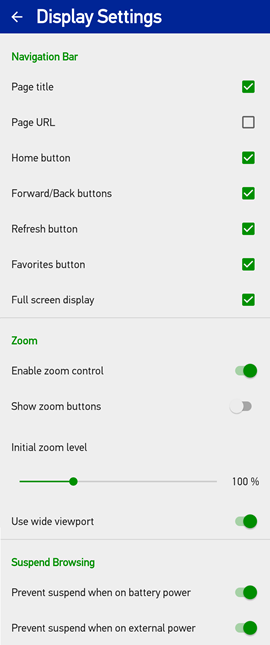 Display Settings
Navigation Bar
Page title
Page URL
Home button
Forward/Back buttons
Refresh button
Favorites button
Full screen display
Zoom
Enable zoom control
Show zoom buttons
Initial zoom level
100 %
Use wide viewport
Suspend Browsing
Prevent suspend when on battery power
Prevent suspend when on external power